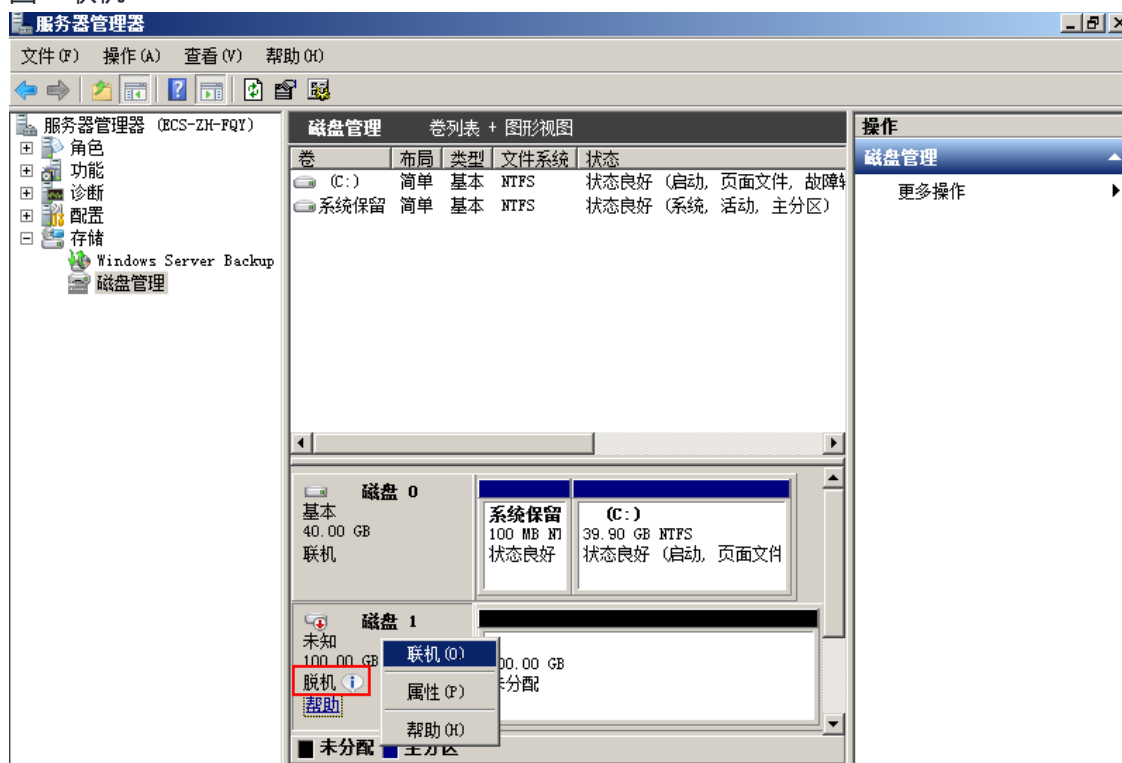 服务器管理器
文件(F) 操作(A) 查看(V) 帮助(H)
服务器管理器 (ECS-ZH-FQY)
角色
功能
诊断
配置
存储
Windows Server Backup
磁盘管理
磁盘管理 卷列表 + 图形视图
卷 布局 类型 文件系统 状态
(C:) 简单 基本 NTFS 状态良好 (启动, 页面文件, 故障转
系统保留 简单 基本 NTFS 状态良好 (系统, 活动, 主分区)
磁盘 0
基本
40.00 GB
联机
系统保留
100 MB NT
状态良好
(C:)
39.90 GB NTFS
状态良好 (启动, 页面文件
磁盘 1
未知
100.00 GB
脱机
帮助
00.00 GB
分配
联机(O)
属性(P)
帮助(H)
未分配 主分区
操作
磁盘管理
更多操作